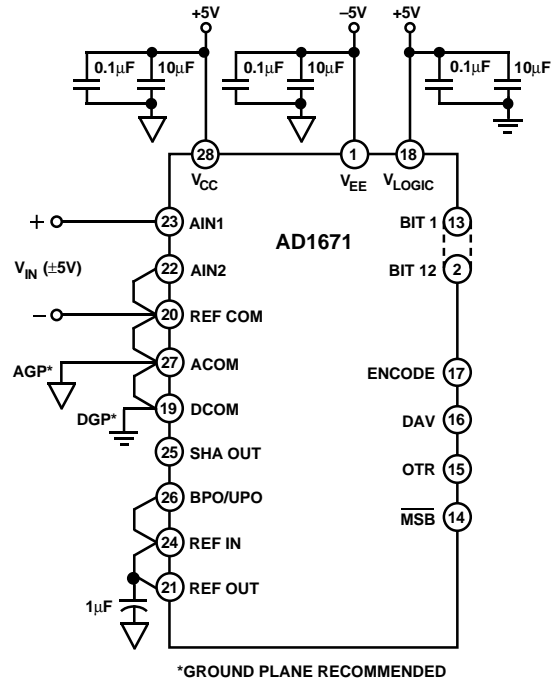 +5V
–5V
+5V
0.1µF
10µF
0.1µF
10µF
0.1µF
10µF
28
1
18
VCC
VEE
VLOGIC
AD1671
+
23 AIN1
BIT 1 13
VIN (±5V)
22 AIN2
BIT 12 2
–
20 REF COM
AGP*
27 ACOM
ENCODE 17
DGP*
19 DCOM
DAV 16
25 SHA OUT
OTR 15
26 BPO/UPO
MSB 14
24 REF IN
21 REF OUT
1µF
*GROUND PLANE RECOMMENDED